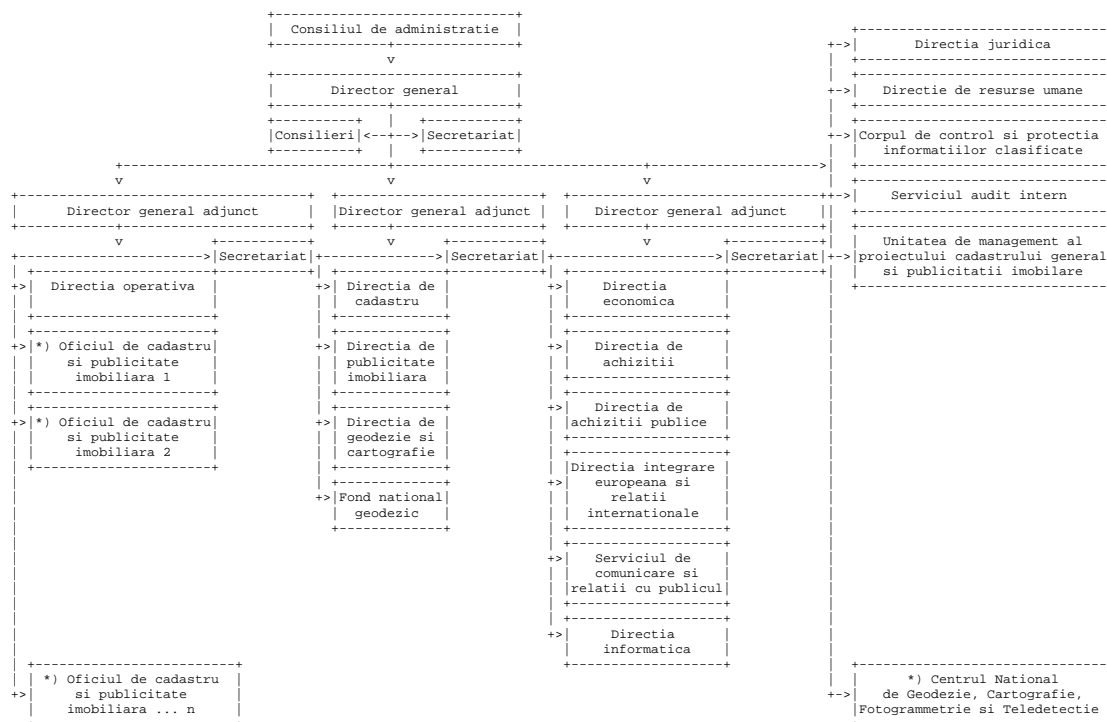 Consiliul de administratie
Director general
Consilieri
Secretariat
Directia juridica
Directie de resurse umane
Corpul de control si protectia
informatiilor clasificate
Serviciul audit intern
Unitatea de management al
proiectului cadastrului general
si publicitatii imobilare
Director general adjunct
Secretariat
Directia operativa
*) Oficiul de cadastru
si publicitate
imobiliara 1
*) Oficiul de cadastru
si publicitate
imobiliara 2
*) Oficiul de cadastru
si publicitate
imobiliara ... n
Director general adjunct
Secretariat
Directia de
cadastru
Directia de
publicitate
imobiliara
Directia de
geodezie si
cartografie
Fond national
geodezic
Director general adjunct
Secretariat
Directia
economica
Directia de
achizitii
Directia de
achizitii publice
Directia integrare
europeana si
relatii
internationale
Serviciul de
comunicare si
relatii cu publicul
Directia
informatica
*) Centrul National
de Geodezie, Cartografie,
Fotogrammetrie si Teledetectie